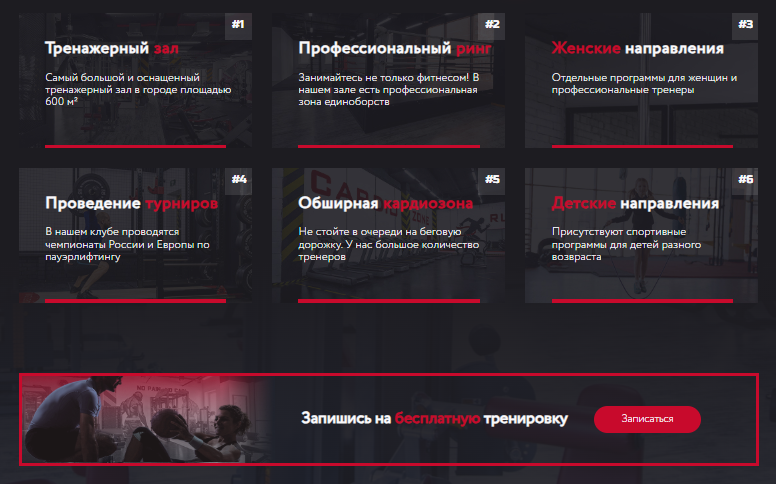 #1
Тренажерный зал
Самый большой и оснащенный
тренажерный зал в городе площадью
600 м²
#2
Профессиональный ринг
Занимайтесь не только фитнесом! В
нашем зале есть профессиональная
зона единоборств
#3
Женские направления
Отдельные программы для женщин и
профессиональные тренеры
#4
Проведение турниров
В нашем клубе проводятся
чемпионаты России и Европы по
пауэрлифтингу
#5
Обширная кардиозона
Не стойте в очереди на беговую
дорожку. У нас большое количество
тренеров
#6
Детские направления
Присутствуют спортивные
программы для детей разного
возвраста
Запишись на бесплатную тренировку
Записаться